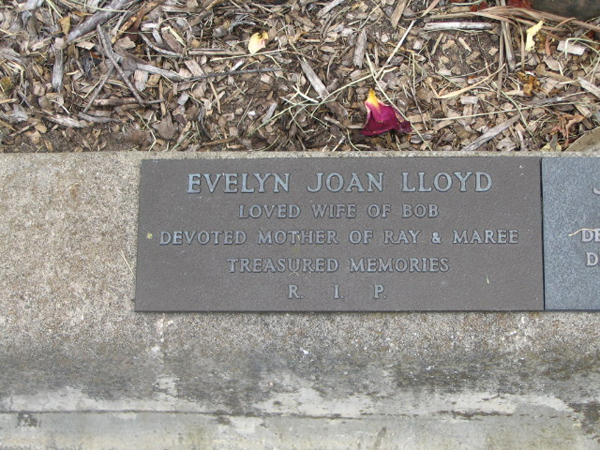 EVELYN JOAN LLOYD
LOVED WIFE OF BOB
DEVOTED MOTHER OF RAY & MAREE
TREASURED MEMORIES
R. I. P.